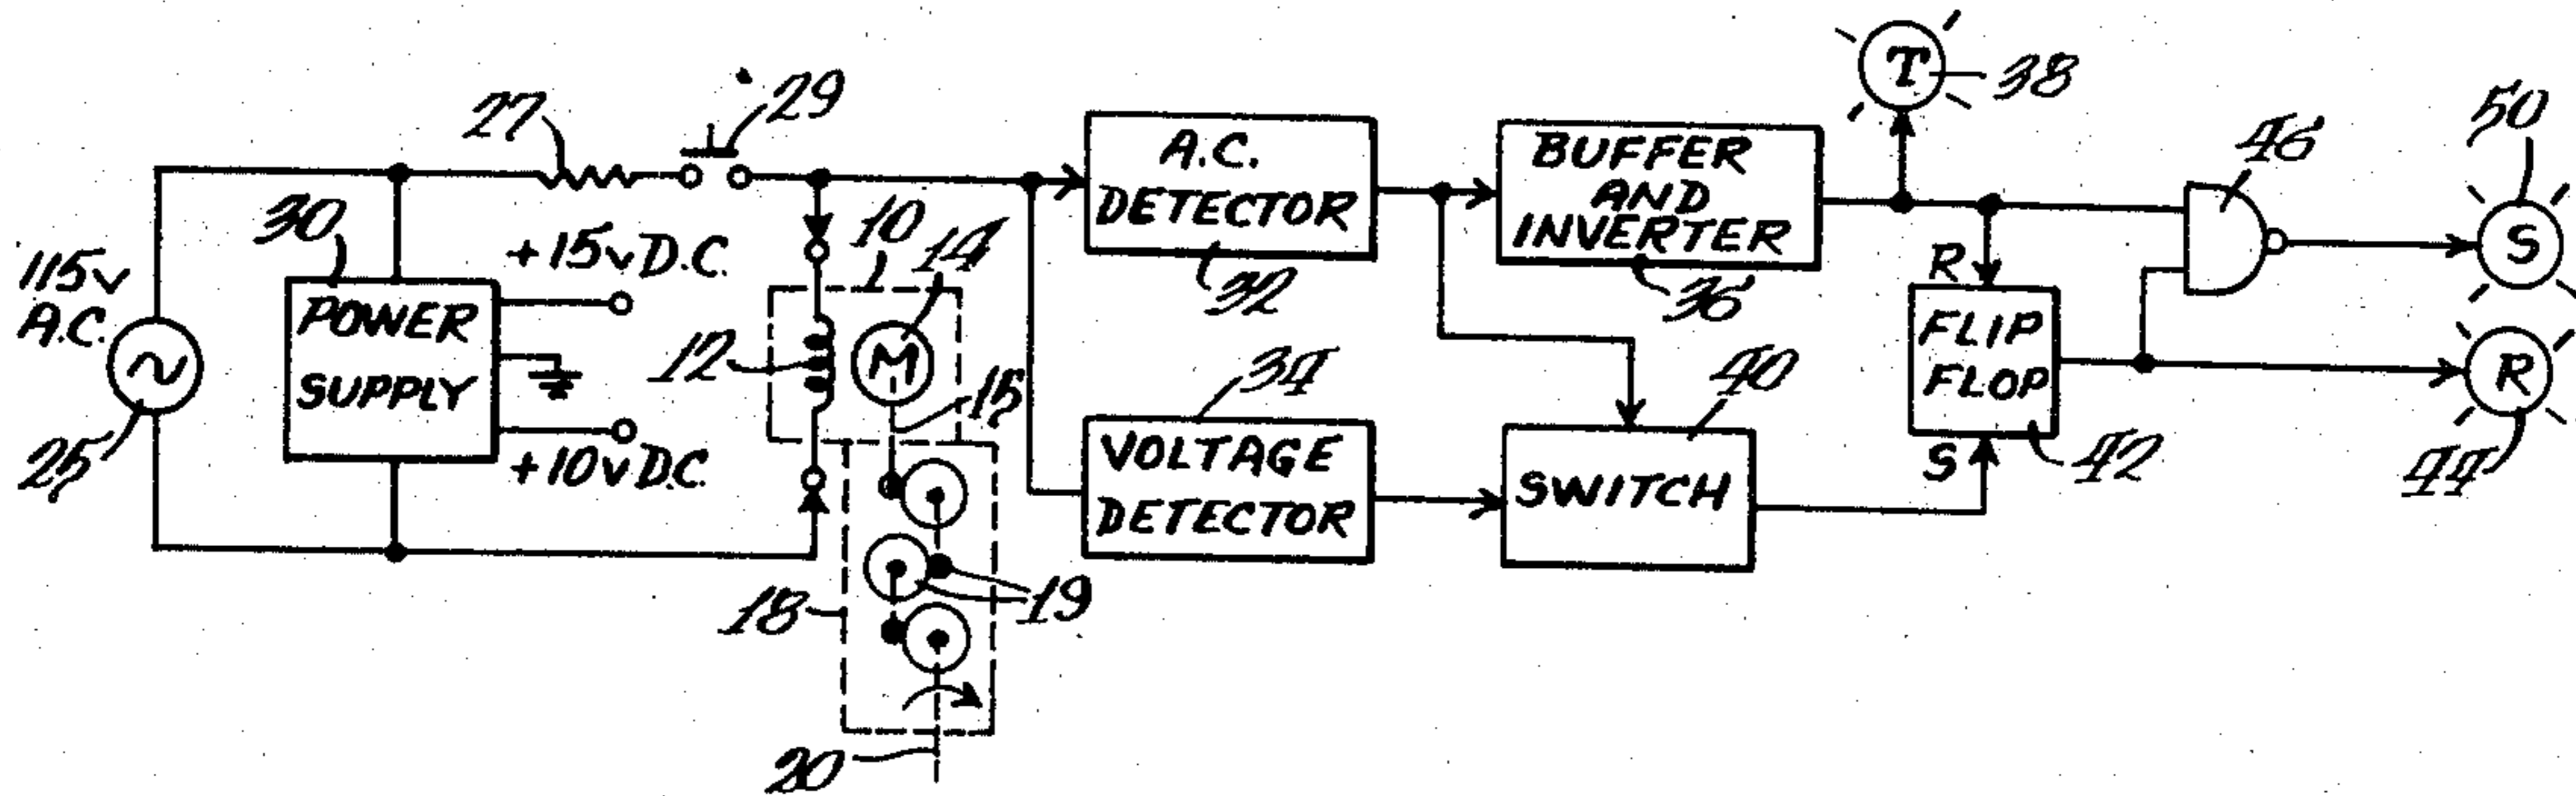 115v
A.C.
25
30
POWER
SUPPLY
+15v D.C.
+10v D.C.
27
29
10
14
M
12
15
18
19
20
A.C.
DETECTOR
32
VOLTAGE
DETECTOR
34
BUFFER
AND
INVERTER
36
T
38
SWITCH
40
R
FLIP
FLOP
S
42
46
50
S
R
44